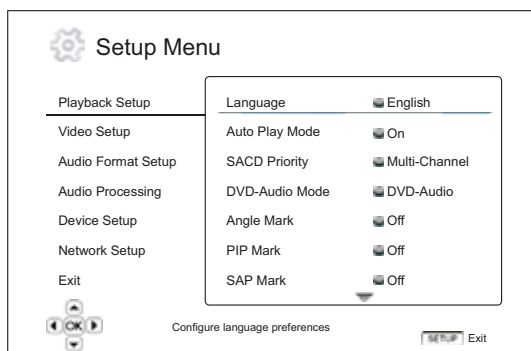 Setup Menu
Playback Setup
Video Setup
Audio Format Setup
Audio Processing
Device Setup
Network Setup
Exit
Language English
Auto Play Mode On
SACD Priority Multi-Channel
DVD-Audio Mode DVD-Audio
Angle Mark Off
PIP Mark Off
SAP Mark Off
OK
Configure language preferences
SETUP Exit